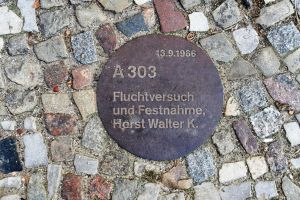 13.9.1966
A 303
Fluchtversuch
und Festnahme,
Horst Walter K.